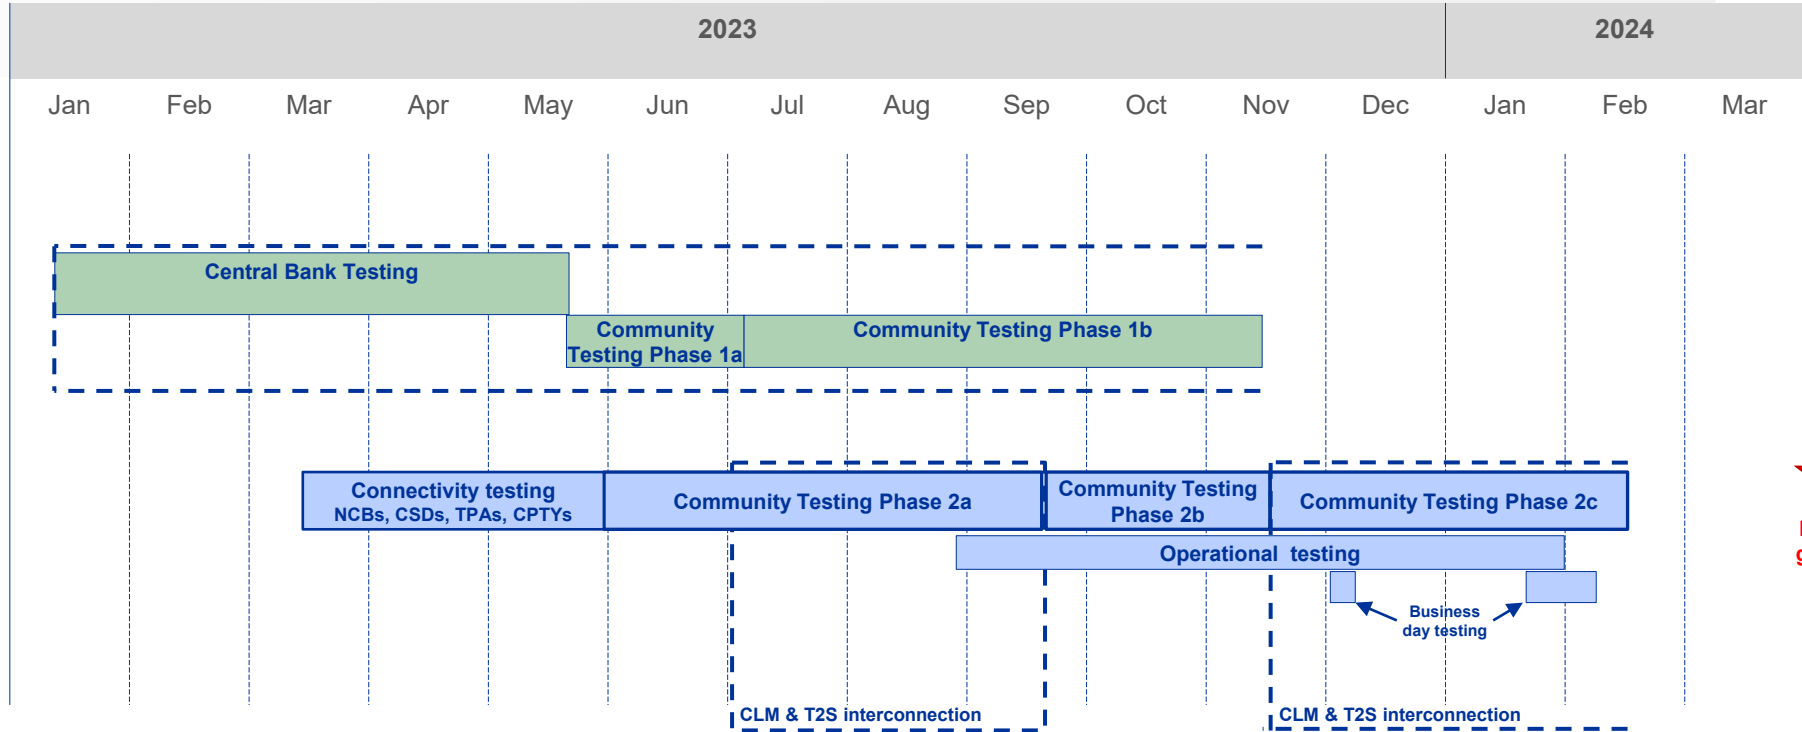 2023
2024
Jan
Feb
Mar
Apr
May
Jun
Jul
Aug
Sep
Oct
Nov
Dec
Jan
Feb
Mar
Central Bank Testing
Community
Testing Phase 1a
Community Testing Phase 1b
Connectivity testing
NCBs, CSDs, TPAs, CPTYs
Community Testing Phase 2a
Community Testing
Phase 2b
Community Testing Phase 2c
Operational testing
Business
day testing
CLM & T2S interconnection
CLM & T2S interconnection